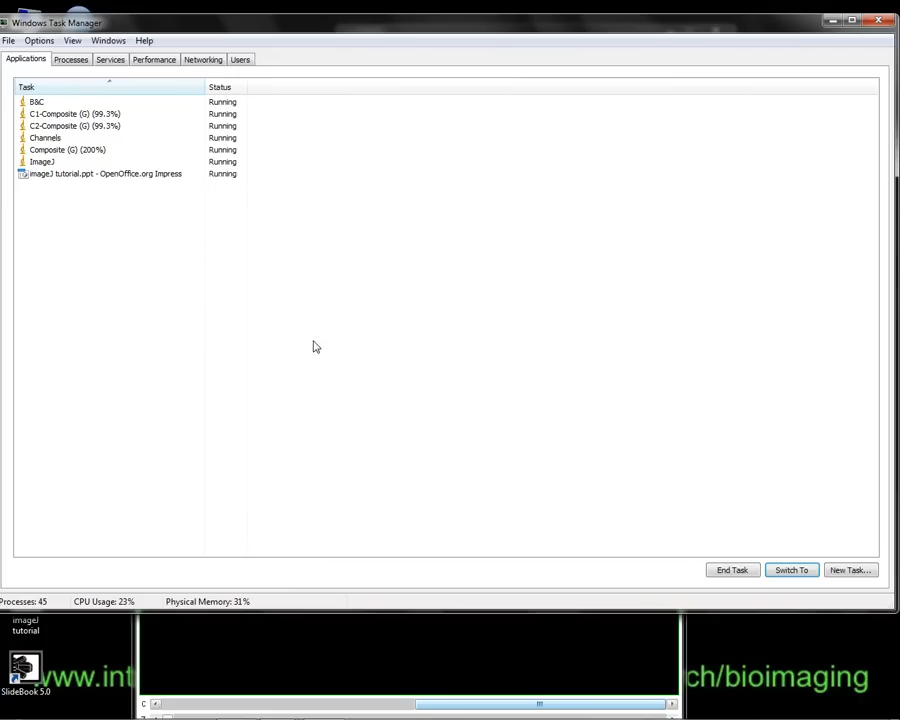 Windows Task Manager
File Options View Windows Help
Applications Processes Services Performance Networking Users
Task Status
B&C Running
C1-Composite (G) (99.3%) Running
C2-Composite (G) (99.3%) Running
Channels Running
Composite (G) (200%) Running
ImageJ Running
imageJ tutorial.ppt - OpenOffice.org Impress Running
End Task Switch To New Task...
Processes: 45 CPU Usage: 23% Physical Memory: 31%
imageJ
tutorial
www.int ch/bioimaging
SlideBook 5.0
C